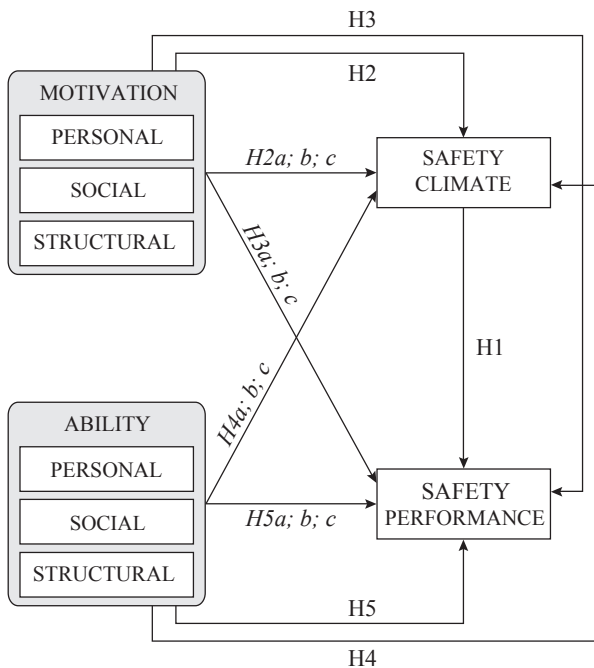 H3
H2
MOTIVATION
PERSONAL
SOCIAL
STRUCTURAL
H2a; b; c
SAFETY
CLIMATE
H3a; b; c
H1
H4a; b; c
ABILITY
PERSONAL
SOCIAL
STRUCTURAL
H5a; b; c
SAFETY
PERFORMANCE
H5
H4